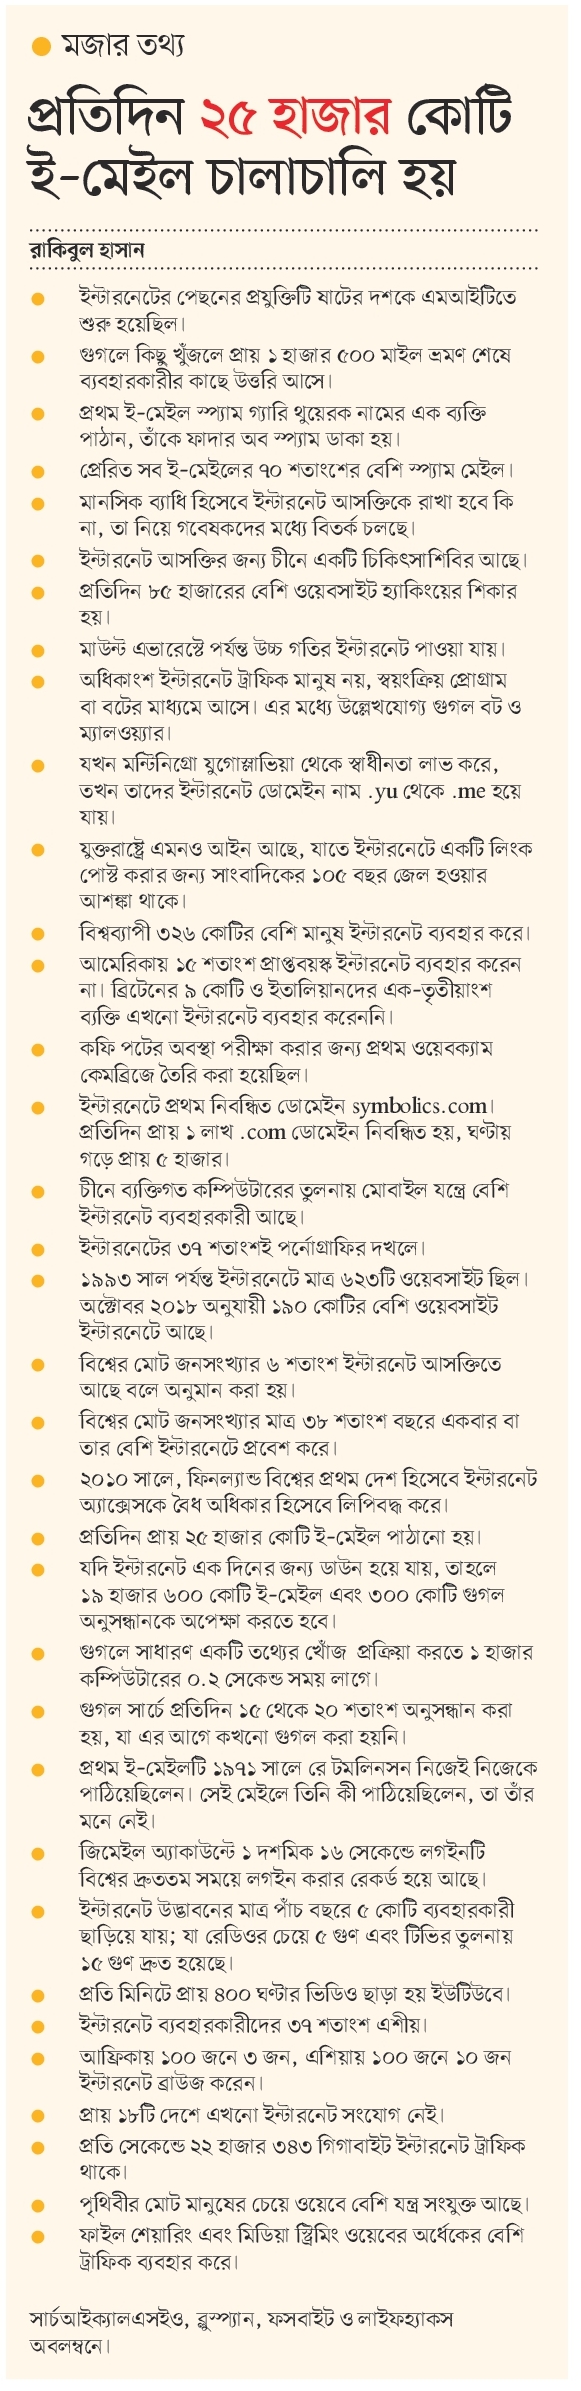 মজার তথ্য
প্রতিদিন ২৫ হাজার কোটি
ই-মেইল চালাচালি হয়
রাকিবুল হাসান
ইন্টারনেটের পেছনের প্রযুক্তিটি ষাটের দশকে এমআইটিতে
শুরু হয়েছিল।
গুগলে কিছু খুঁজলে প্রায় ১ হাজার ৫০০ মাইল ভ্রমণ শেষে
ব্যবহারকারীর কাছে উত্তরি আসে।
প্রথম ই-মেইল স্প্যাম গ্যারি থুয়েরক নামের এক ব্যক্তি
পাঠান, তাঁকে ফাদার অব স্প্যাম ডাকা হয়।
প্রেরিত সব ই-মেইলের ৭০ শতাংশের বেশি স্প্যাম মেইল।
মানসিক ব্যাধি হিসেবে ইন্টারনেট আসক্তিকে রাখা হবে কি
না, তা নিয়ে গবেষকদের মধ্যে বিতর্ক চলছে।
ইন্টারনেট আসক্তির জন্য চীনে একটি চিকিৎসাশিবির আছে।
প্রতিদিন ৮৫ হাজারের বেশি ওয়েবসাইট হ্যাকিংয়ের শিকার
হয়।
মাউন্ট এভারেস্টে পর্যন্ত উচ্চ গতির ইন্টারনেট পাওয়া যায়।
অধিকাংশ ইন্টারনেট ট্রাফিক মানুষ নয়, স্বয়ংক্রিয় প্রোগ্রাম
বা বটের মাধ্যমে আসে। এর মধ্যে উল্লেখযোগ্য গুগল বট ও
ম্যালওয়্যার।
যখন মন্টিনিগ্রো যুগোস্লাভিয়া থেকে স্বাধীনতা লাভ করে,
তখন তাদের ইন্টারনেট ডোমেইন নাম .yu থেকে .me হয়ে
যায়।
যুক্তরাষ্ট্রে এমনও আইন আছে, যাতে ইন্টারনেটে একটি লিংক
পোস্ট করার জন্য সাংবাদিকের ১০৫ বছর জেল হওয়ার
আশঙ্কা থাকে।
বিশ্বব্যাপী ৩২৬ কোটির বেশি মানুষ ইন্টারনেট ব্যবহার করে।
আমেরিকায় ১৫ শতাংশ প্রাপ্তবয়স্ক ইন্টারনেট ব্যবহার করেন
না। ব্রিটেনের ৯ কোটি ও ইতালিয়ানদের এক-তৃতীয়াংশ
ব্যক্তি এখনো ইন্টারনেট ব্যবহার করেননি।
কফি পটের অবস্থা পরীক্ষা করার জন্য প্রথম ওয়েবক্যাম
কেমব্রিজে তৈরি করা হয়েছিল।
ইন্টারনেটে প্রথম নিবন্ধিত ডোমেইন symbolics.com।
প্রতিদিন প্রায় ১ লাখ .com ডোমেইন নিবন্ধিত হয়, ঘণ্টায়
গড়ে প্রায় ৫ হাজার।
চীনে ব্যক্তিগত কম্পিউটারের তুলনায় মোবাইল যন্ত্রে বেশি
ইন্টারনেট ব্যবহারকারী আছে।
ইন্টারনেটের ৩৭ শতাংশই পর্নোগ্রাফির দখলে।
১৯৯৩ সাল পর্যন্ত ইন্টারনেটে মাত্র ৬২৩টি ওয়েবসাইট ছিল।
অক্টোবর ২০১৮ অনুযায়ী ১৯০ কোটির বেশি ওয়েবসাইট
ইন্টারনেটে আছে।
বিশ্বের মোট জনসংখ্যার ৬ শতাংশ ইন্টারনেট আসক্তিতে
আছে বলে অনুমান করা হয়।
বিশ্বের মোট জনসংখ্যার মাত্র ৩৮ শতাংশ বছরে একবার বা
তার বেশি ইন্টারনেটে প্রবেশ করে।
২০১০ সালে, ফিনল্যান্ড বিশ্বের প্রথম দেশ হিসেবে ইন্টারনেট
অ্যাক্সেসকে বৈধ অধিকার হিসেবে লিপিবদ্ধ করে।
প্রতিদিন প্রায় ২৫ হাজার কোটি ই-মেইল পাঠানো হয়।
যদি ইন্টারনেট এক দিনের জন্য ডাউন হয়ে যায়, তাহলে
১৯ হাজার ৬০০ কোটি ই-মেইল এবং ৩০০ কোটি গুগল
অনুসন্ধানকে অপেক্ষা করতে হবে।
গুগলে সাধারণ একটি তথ্যের খোঁজ প্রক্রিয়া করতে ১ হাজার
কম্পিউটারের ০.২ সেকেন্ড সময় লাগে।
গুগল সার্চে প্রতিদিন ১৫ থেকে ২০ শতাংশ অনুসন্ধান করা
হয়, যা এর আগে কখনো গুগল করা হয়নি।
প্রথম ই-মেইলটি ১৯৭১ সালে রে টমলিনসন নিজেই নিজেকে
পাঠিয়েছিলেন। সেই মেইলে তিনি কী পাঠিয়েছিলেন, তা তাঁর
মনে নেই।
জিমেইল অ্যাকাউন্টে ১ দশমিক ১৬ সেকেন্ডে লগইনটি
বিশ্বের দ্রুততম সময়ে লগইন করার রেকর্ড হয়ে আছে।
ইন্টারনেট উদ্ভাবনের মাত্র পাঁচ বছরে ৫ কোটি ব্যবহারকারী
ছাড়িয়ে যায়; যা রেডিওর চেয়ে ৫ গুণ এবং টিভির তুলনায়
১৫ গুণ দ্রুত হয়েছে।
প্রতি মিনিটে প্রায় ৪০০ ঘণ্টার ভিডিও ছাড়া হয় ইউটিউবে।
ইন্টারনেট ব্যবহারকারীদের ৩৭ শতাংশ এশীয়।
আফ্রিকায় ১০০ জনে ৩ জন, এশিয়ায় ১০০ জনে ১০ জন
ইন্টারনেট ব্রাউজ করেন।
প্রায় ১৮টি দেশে এখনো ইন্টারনেট সংযোগ নেই।
প্রতি সেকেন্ডে ২২ হাজার ৩৪৩ গিগাবাইট ইন্টারনেট ট্রাফিক
থাকে।
পৃথিবীর মোট মানুষের চেয়ে ওয়েবে বেশি যন্ত্র সংযুক্ত আছে।
ফাইল শেয়ারিং এবং মিডিয়া স্ট্রিমিং ওয়েবের অর্ধেকের বেশি
ট্রাফিক ব্যবহার করে।
সার্চআইক্যালএসইও, ব্লুস্প্যান, ফসবাইট ও লাইফহ্যাকস
অবলম্বনে।